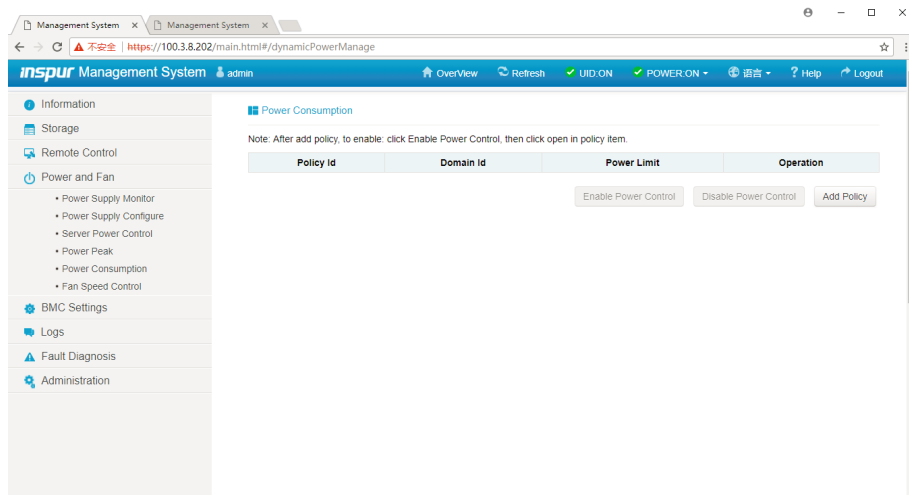 Management System × Management System ×
不安全 | https://100.3.8.202/main.html#/dynamicPowerManage
inspur Management System admin OverView Refresh UID:ON POWER:ON 语言 ? Help Logout
Information
Storage
Remote Control
Power and Fan
• Power Supply Monitor
• Power Supply Configure
• Server Power Control
• Power Peak
• Power Consumption
• Fan Speed Control
BMC Settings
Logs
Fault Diagnosis
Administration
Power Consumption
Note: After add policy, to enable: click Enable Power Control, then click open in policy item.
Policy Id Domain Id Power Limit Operation
Enable Power Control Disable Power Control Add Policy